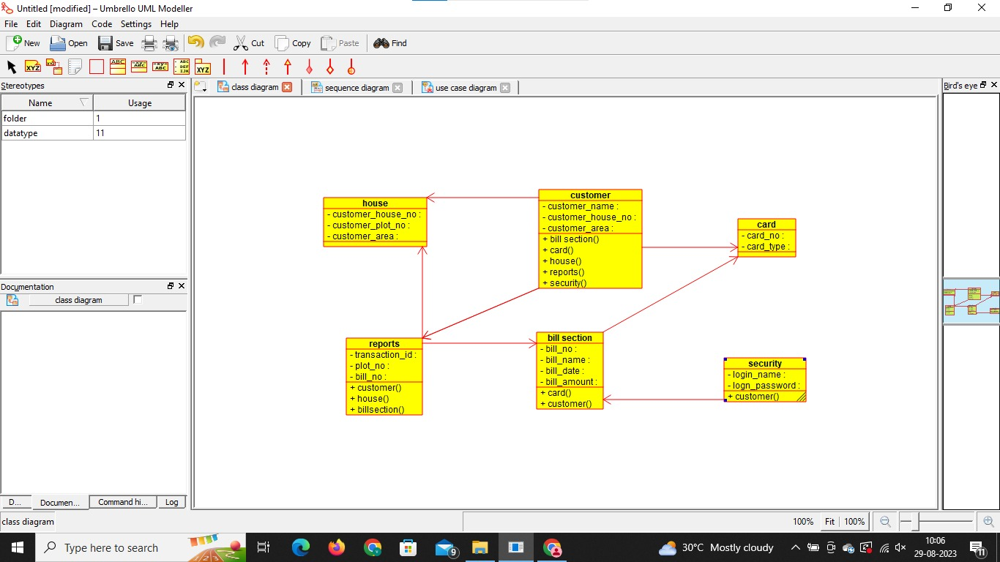 Untitled [modified] – Umbrello UML Modeller
File Edit Diagram Code Settings Help
New Open Save Cut Copy Paste Find
XYZ XYZ ABC XYZ
Stereotypes
Name Usage
folder 1
datatype 11
Documentation
class diagram
D... Documen... Command hi... Log
class diagram
class diagram sequence diagram use case diagram
Bird's eye
house
- customer_house_no :
- customer_plot_no :
- customer_area :
customer
- customer_name :
- customer_house_no :
- customer_area :
+ bill section()
+ card()
+ house()
+ reports()
+ security()
card
- card_no :
- card_type :
reports
- transaction_id :
- plot_no :
- bill_no :
+ customer()
+ house()
+ billsection()
bill section
- bill_no :
- bill_name :
- bill_date :
- bill_amount :
+ card()
+ customer()
security
- login_name :
- logn_password :
+ customer()
100% Fit 100%
Type here to search
9
30°C Mostly cloudy
10:06
29-08-2023
11